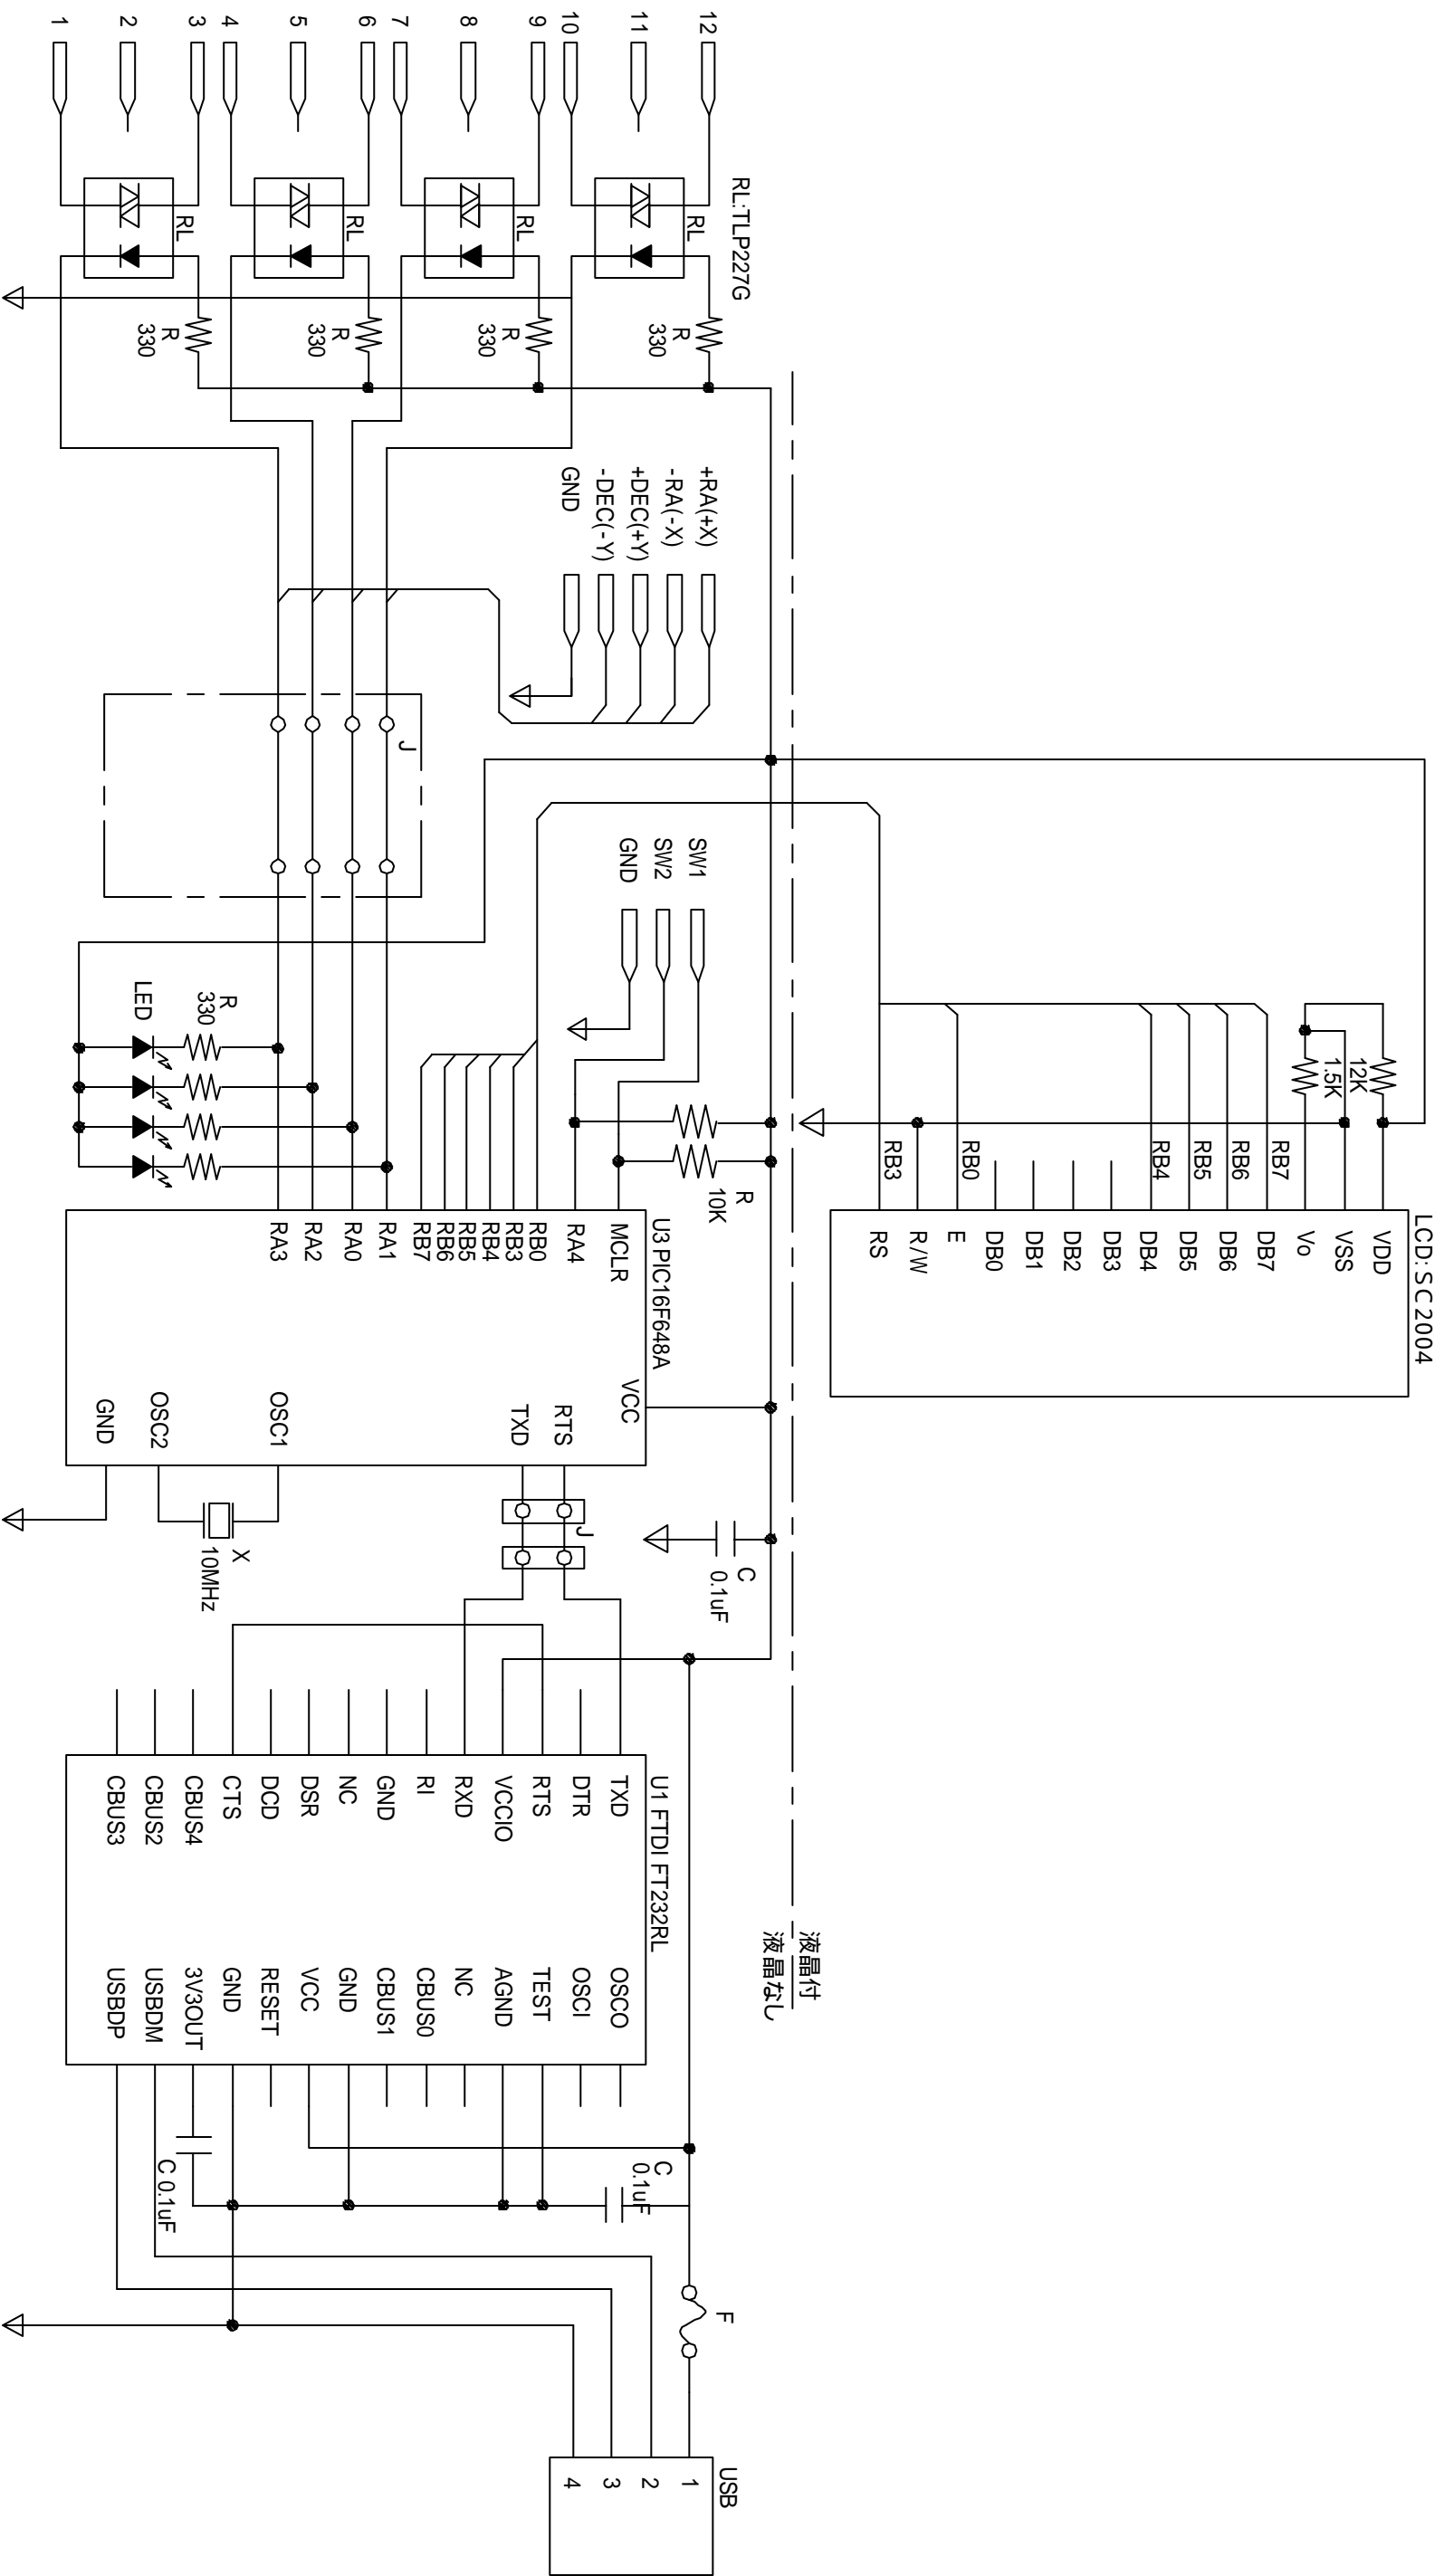 LCD: SC2004
VDD
VSS
Vo
DB7
DB6
DB5
DB4
DB3
DB2
DB1
DB0
E
R/W
RS
12K
1.5K
RB7
RB6
RB5
RB4
RB0
RB3
液晶付
液晶なし
RL:TLP227G
12
11
10
9
8
7
6
5
4
3
2
1
RL
RL
RL
RL
R
330
R
330
R
330
R
330
+RA(+X)
-RA(-X)
+DEC(+Y)
-DEC(-Y)
GND
J
SW1
SW2
GND
R
10K
R
330
LED
U3 PIC16F648A
MCLR
RA4
RB0
RB3
RB4
RB5
RB6
RB7
RA1
RA0
RA2
RA3
VCC
RTS
TXD
OSC1
OSC2
GND
J
X
10MHz
C
0.1uF
U1 FTDI FT232RL
TXD
DTR
RTS
VCCIO
RXD
RI
GND
NC
DSR
DCD
CTS
CBUS4
CBUS2
CBUS3
OSCO
OSCI
TEST
AGND
NC
CBUS0
CBUS1
GND
VCC
RESET
GND
3V3OUT
USBDM
USBDP
C
0.1uF
C 0.1uF
F
USB
1
2
3
4